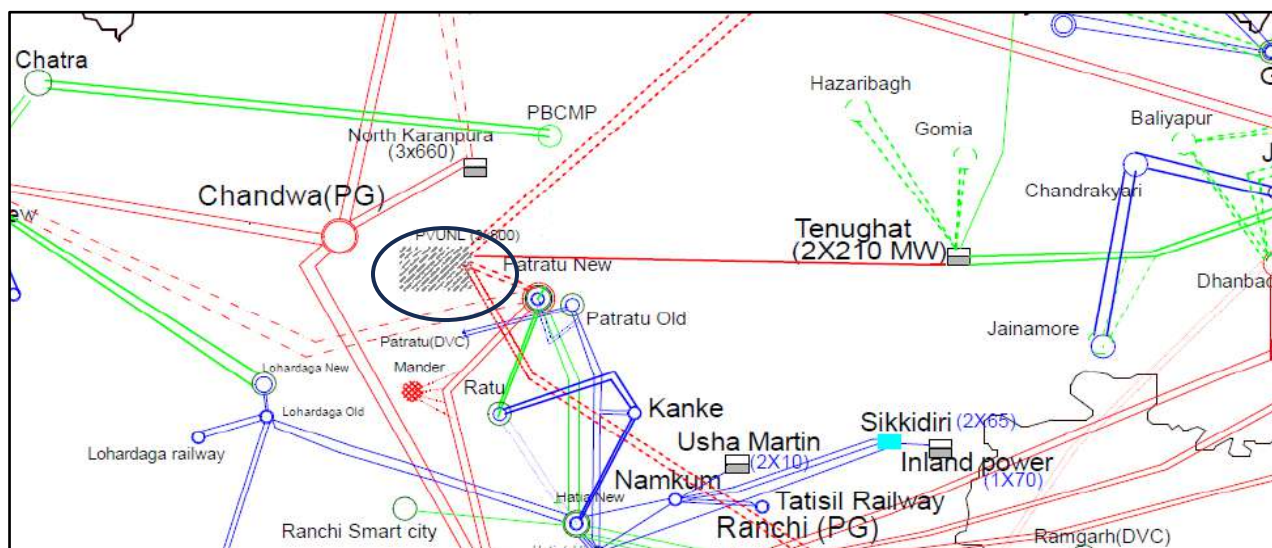 Chatra
PBCMP
North Karanpura
(3x660)
Chandwa(PG)
ew
Hazaribagh
Gomia
Baliyapur
G
J
Chandrakyari
Tenughat
(2X210 MW)
Patratu New
Dhanbad
Patratu Old
Patratu(DVC)
Jainamore
Mander
Lohardaga New
Ratu
Lohardaga Old
Kanke
Lohardaga railway
Sikkidiri (2X65)
Usha Martin
(2X10)
Inland power
(1X70)
Namkum
Tatisil Railway
Hatia New
Ranchi Smart city
Ranchi (PG)
Ramgarh(DVC)